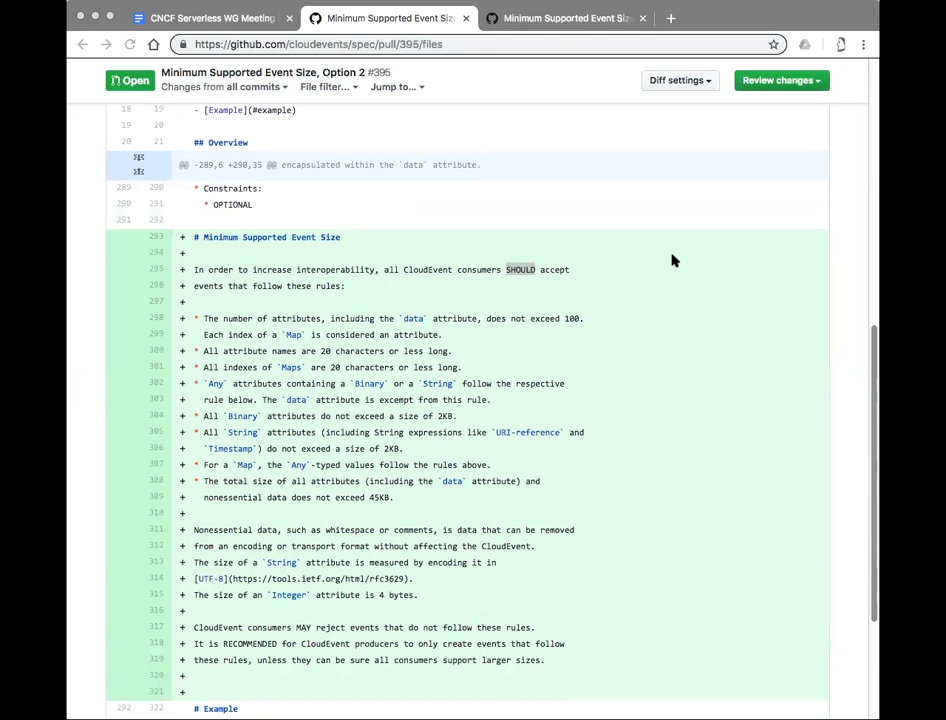 CNCF Serverless WG Meeting
Minimum Supported Event Size
Minimum Supported Event Size
https://github.com/cloudevents/spec/pull/395/files
Open
Minimum Supported Event Size, Option 2 #395
Changes from all commits
File filter...
Jump to...
Diff settings
Review changes
18 19 - [Example](#example)
19 20
20 21 ## Overview
@@ -289,6 +290,35 @@ encapsulated within the `data` attribute.
289 290 * Constraints:
290 291 * OPTIONAL
291 292
293 + # Minimum Supported Event Size
294 +
295 + In order to increase interoperability, all CloudEvent consumers SHOULD accept
296 + events that follow these rules:
297 +
298 + * The number of attributes, including the `data` attribute, does not exceed 100.
299 + Each index of a `Map` is considered an attribute.
300 + * All attribute names are 20 characters or less long.
301 + * All indexes of `Maps` are 20 characters or less long.
302 + * `Any` attributes containing a `Binary` or a `String` follow the respective
303 + rule below. The `data` attribute is excempt from this rule.
304 + * All `Binary` attributes do not exceed a size of 2KB.
305 + * All `String` attributes (including String expressions like `URI-reference` and
306 + `Timestamp`) do not exceed a size of 2KB.
307 + * For a `Map`, the `Any`-typed values follow the rules above.
308 + * The total size of all attributes (including the `data` attribute) and
309 + nonessential data does not exceed 45KB.
310 +
311 + Nonessential data, such as whitespace or comments, is data that can be removed
312 + from an encoding or transport format without affecting the CloudEvent.
313 + The size of a `String` attribute is measured by encoding it in
314 + [UTF-8](https://tools.ietf.org/html/rfc3629).
315 + The size of an `Integer` attribute is 4 bytes.
316 +
317 + CloudEvent consumers MAY reject events that do not follow these rules.
318 + It is RECOMMENDED for CloudEvent producers to only create events that follow
319 + these rules, unless they can be sure all consumers support larger sizes.
320 +
321 +
292 322 # Example